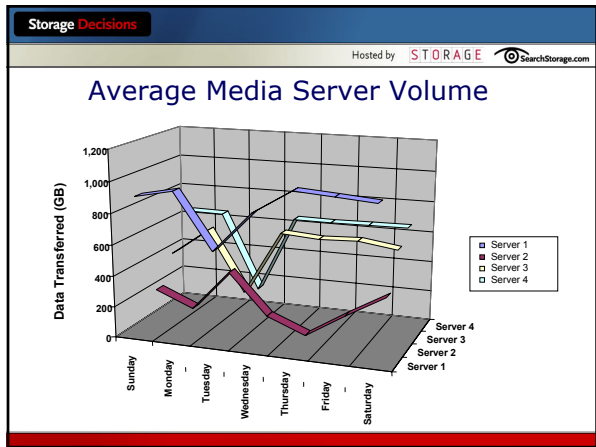 Storage Decisions
Hosted by STORAGE SearchStorage.com
Average Media Server Volume
Data Transferred (GB)
1,200
1,000
800
600
400
200
0
Sunday
Monday
Tuesday
Wednesday
Thursday
Friday
Saturday
Server 4
Server 3
Server 2
Server 1
Server 1
Server 2
Server 3
Server 4